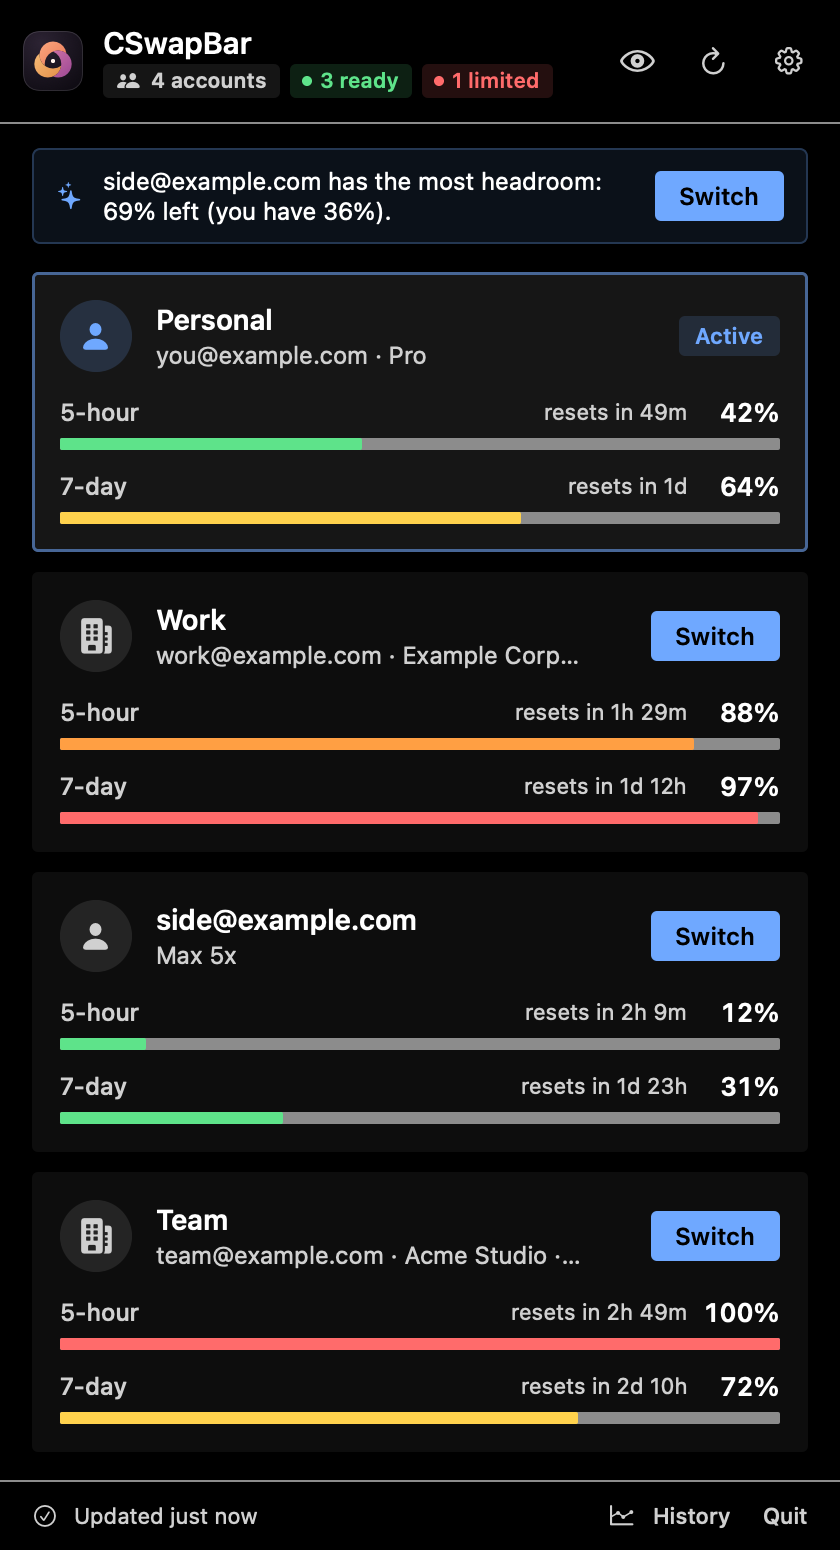 CSwapBar
4 accounts
3 ready
1 limited
side@example.com has the most headroom:
69% left (you have 36%).
Switch
Personal
you@example.com · Pro
Active
5-hour
resets in 49m
42%
7-day
resets in 1d
64%
Work
work@example.com · Example Corp...
Switch
5-hour
resets in 1h 29m
88%
7-day
resets in 1d 12h
97%
side@example.com
Max 5x
Switch
5-hour
resets in 2h 9m
12%
7-day
resets in 1d 23h
31%
Team
team@example.com · Acme Studio ·...
Switch
5-hour
resets in 2h 49m
100%
7-day
resets in 2d 10h
72%
Updated just now
History
Quit